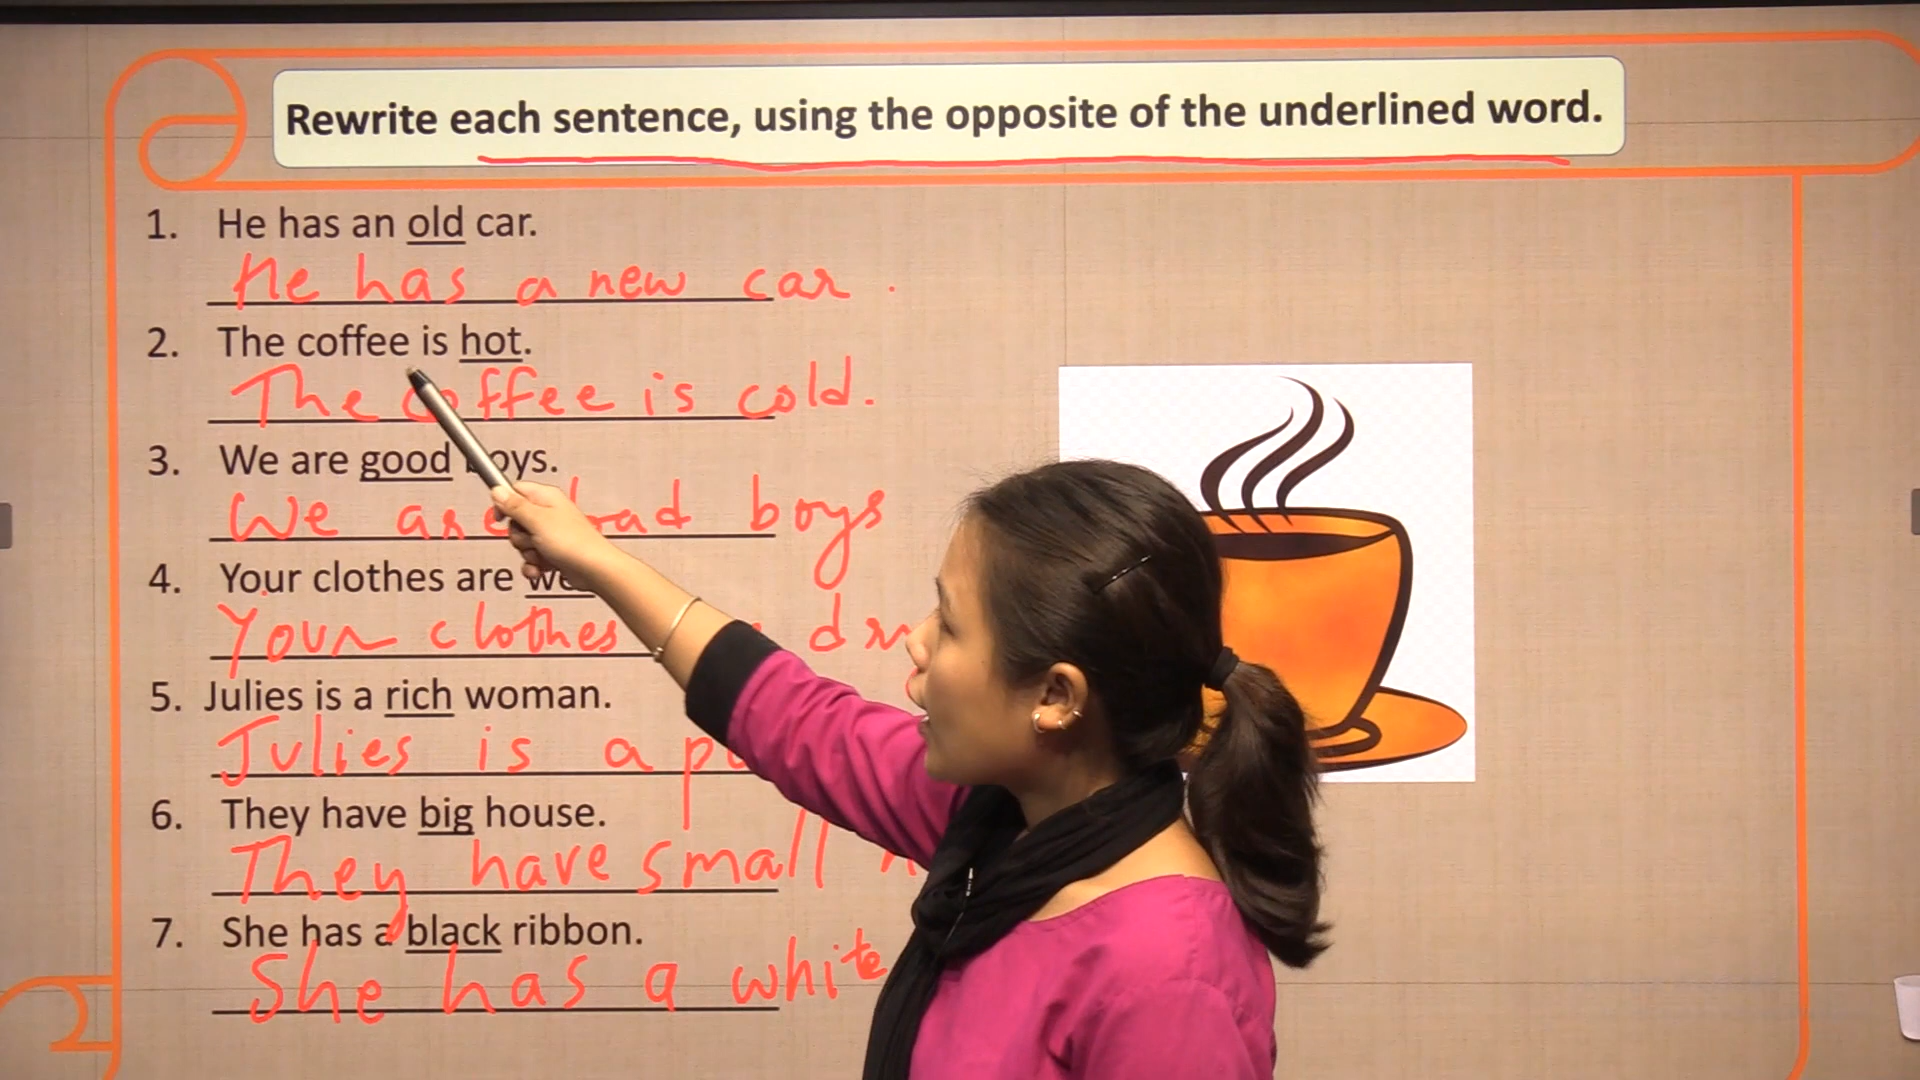 Rewrite each sentence, using the opposite of the underlined word.
1. He has an old car.
He has a new car.
2. The coffee is hot.
The coffee is cold.
3. We are good boys.
We are bad boys
4. Your clothes are
Your clothes
5. Julies is a rich woman.
Julies is a
6. They have big house.
They have small
7. She has a black ribbon.
She has a white